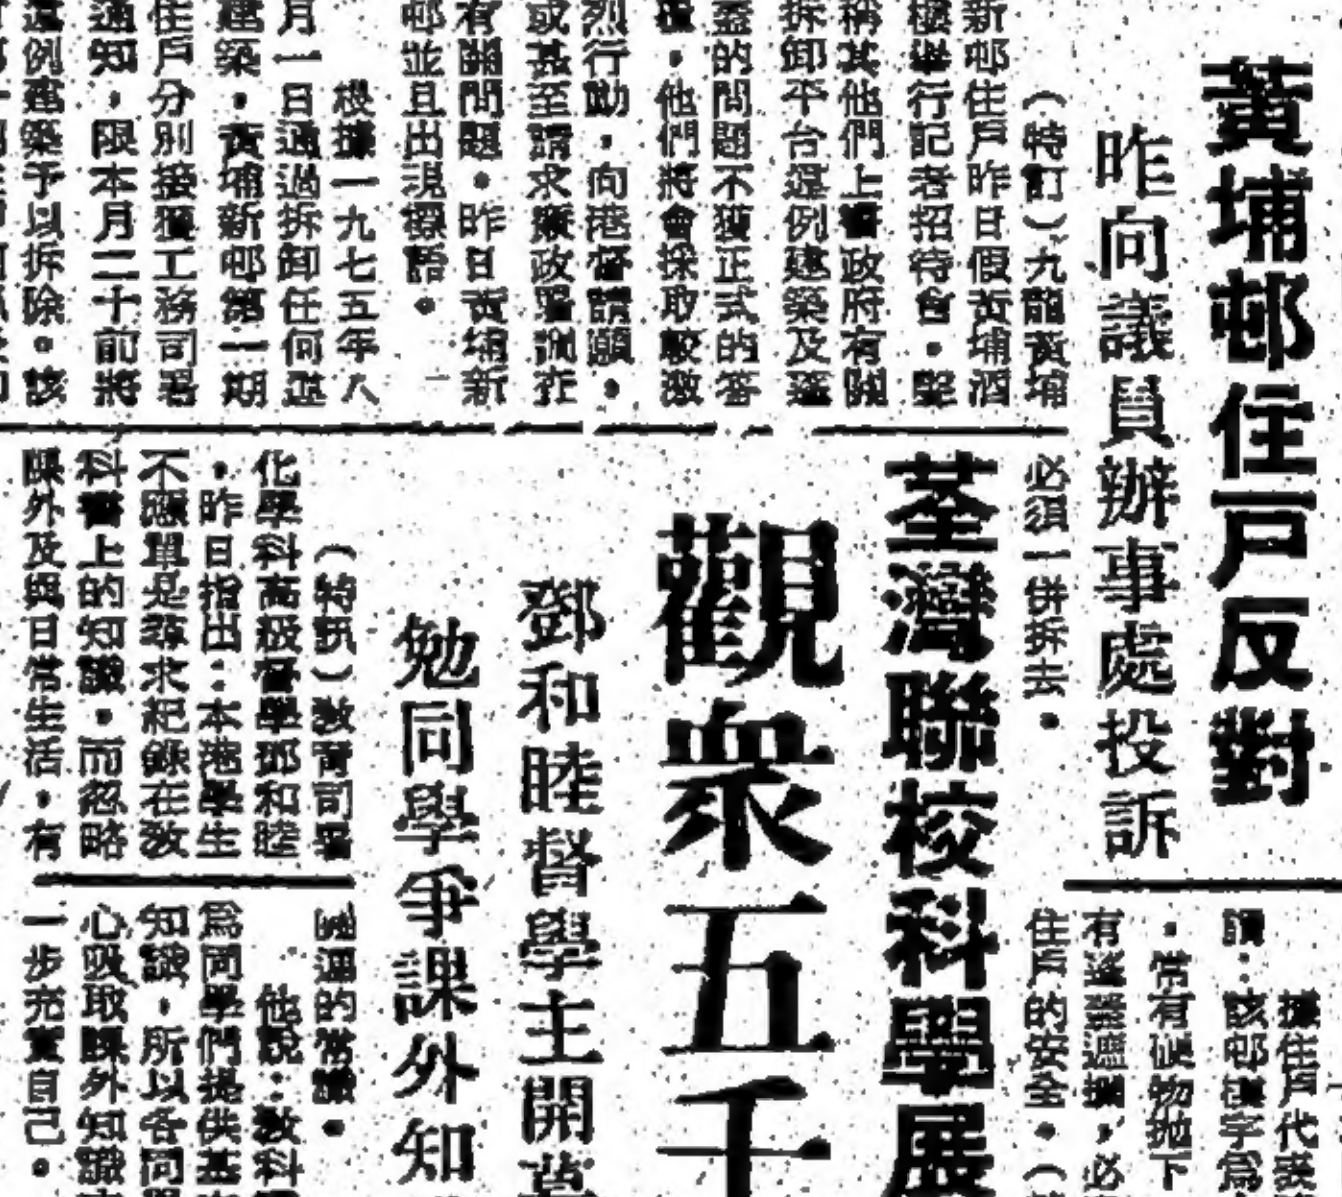 黃埔邨住戶反對
昨向議員辦事處投訴
（特訂）九龍黃埔
新邨住戶昨日假黃埔酒
樓舉行記者招待會，堅
稱其他們上書政府有關
拆卸平台違例建築及蓬
蓋的問題不獲正式的答
覆，他們將會採取較激
烈行動，向港督請願，
或甚至請求廉政署調查
有關問題。昨日黃埔新
邨並且出現標語。
根據一九七五年八
月一日通過拆卸任何違
建築，黃埔新邨第一期
住戶分別接獲工務司署
通知，限本月二十前將
違例建築予以拆除。該
必須一併拆去。
據住戶代表
講：該邨樓字為
，常有硬物拋下
有遮蓋遮攔，必
住戶的安全。（
荃灣聯校科學展
觀衆五千
鄧和睦督學主開幕
勉同學爭課外知
（特訊）教育司署
化學科高級督學鄧和睦
，昨日指出：本港學生
不應單是尋求紀錄在教
科書上的知識，而忽略
課外及與日常生活，有
關連的常識。
他說：教科
為同學們提供基
知識，所以各同
心吸取課外知識
一步充實自己。